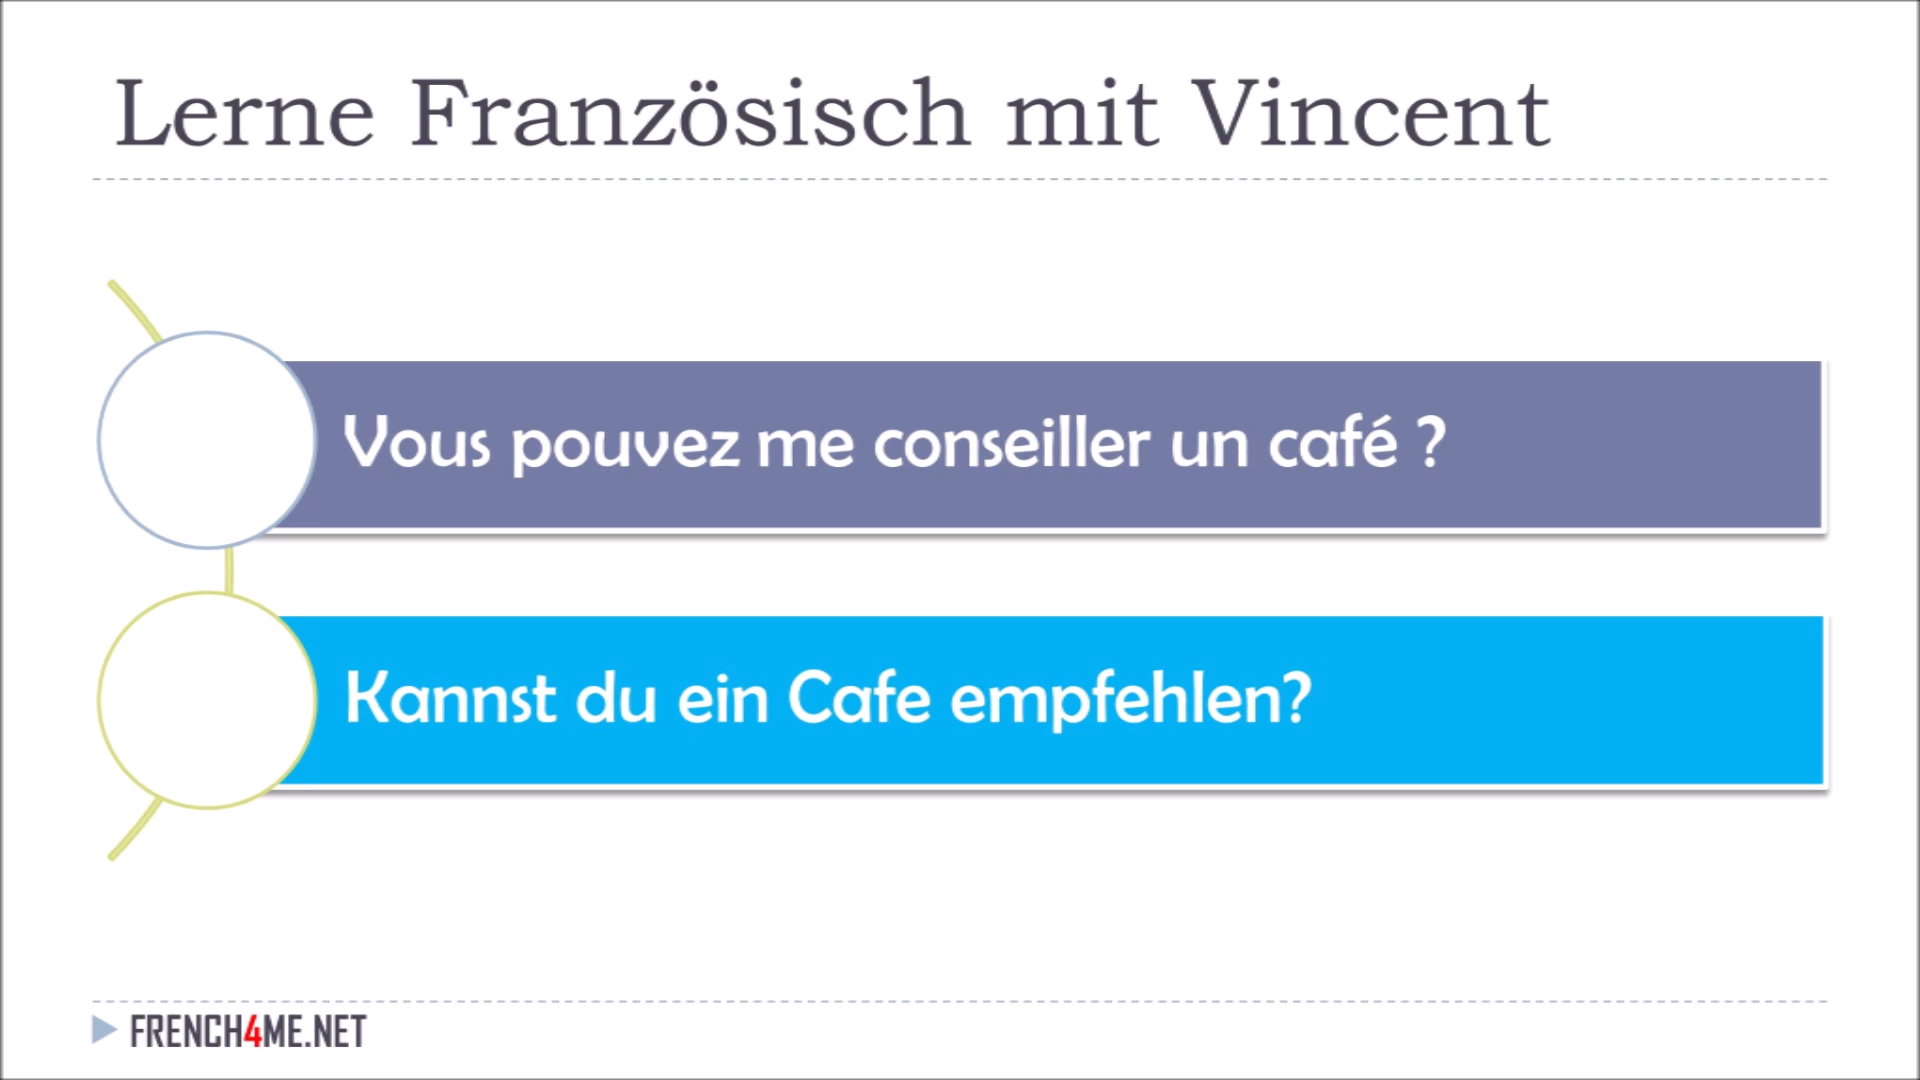 Lerne Französisch mit Vincent
Vous pouvez me conseiller un café ?
Kannst du ein Cafe empfehlen?
FRENCH4ME.NET